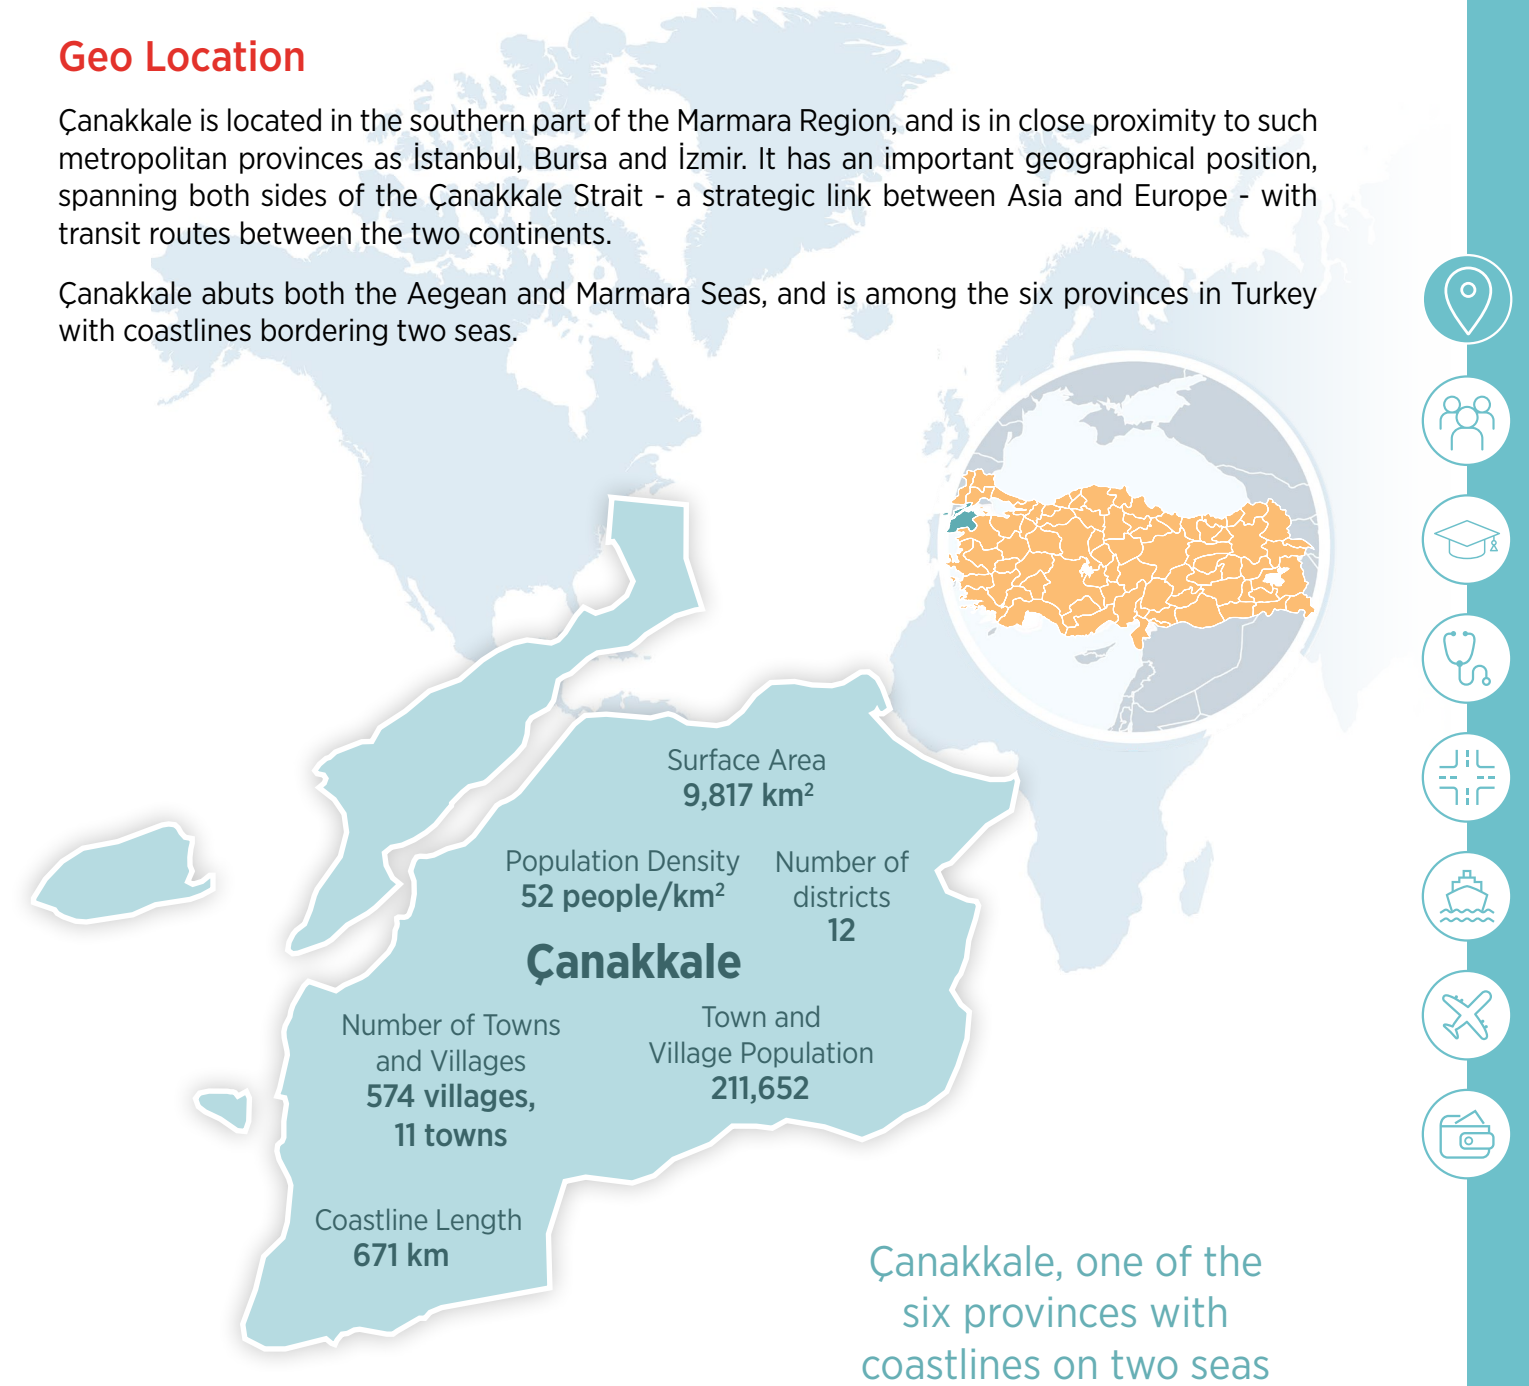 Geo Location
Çanakkale is located in the southern part of the Marmara Region, and is in close proximity to such
metropolitan provinces as İstanbul, Bursa and İzmir. It has an important geographical position,
spanning both sides of the Çanakkale Strait - a strategic link between Asia and Europe - with
transit routes between the two continents.
Çanakkale abuts both the Aegean and Marmara Seas, and is among the six provinces in Turkey
with coastlines bordering two seas.
Surface Area
9,817 km²
Population Density
52 people/km²
Number of
districts
12
Çanakkale
Number of Towns
and Villages
574 villages,
11 towns
Town and
Village Population
211,652
Coastline Length
671 km
Çanakkale, one of the
six provinces with
coastlines on two seas